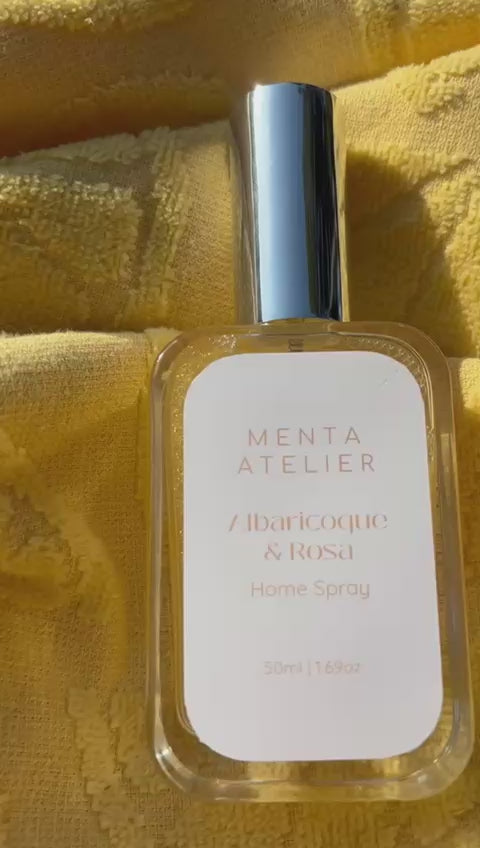 MENTA
ATELIER
Albaricoque
& Rosa
Home Spray
50ml | 1.69oz